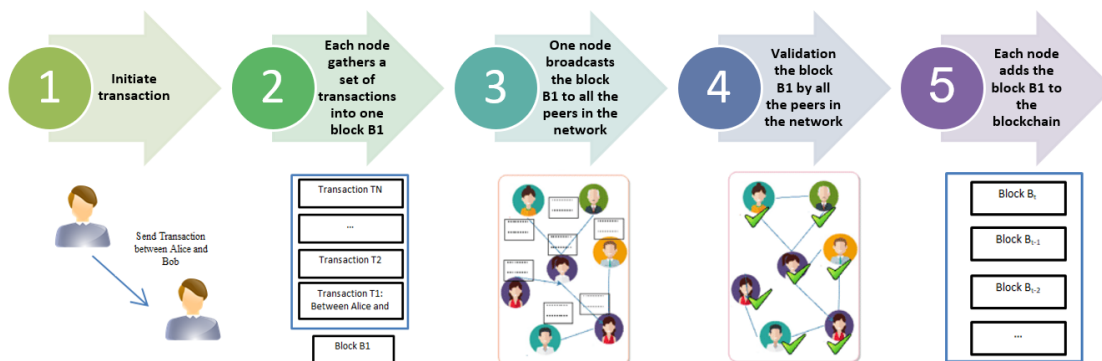 1
Initiate
transaction
2
Each node
gathers a
set of
transactions
into one
block B1
3
One node
broadcasts
the block
B1 to all the
peers in the
network
4
Validation
the block
B1 by all
the peers in
the network
5
Each node
adds the
block B1 to
the
blockchain
Send Transaction
between Alice and
Bob
Transaction TN
...
Transaction T2
Transaction T1:
Between Alice and
Block B1
Block Bt
Block Bt-1
Block Bt-2
...